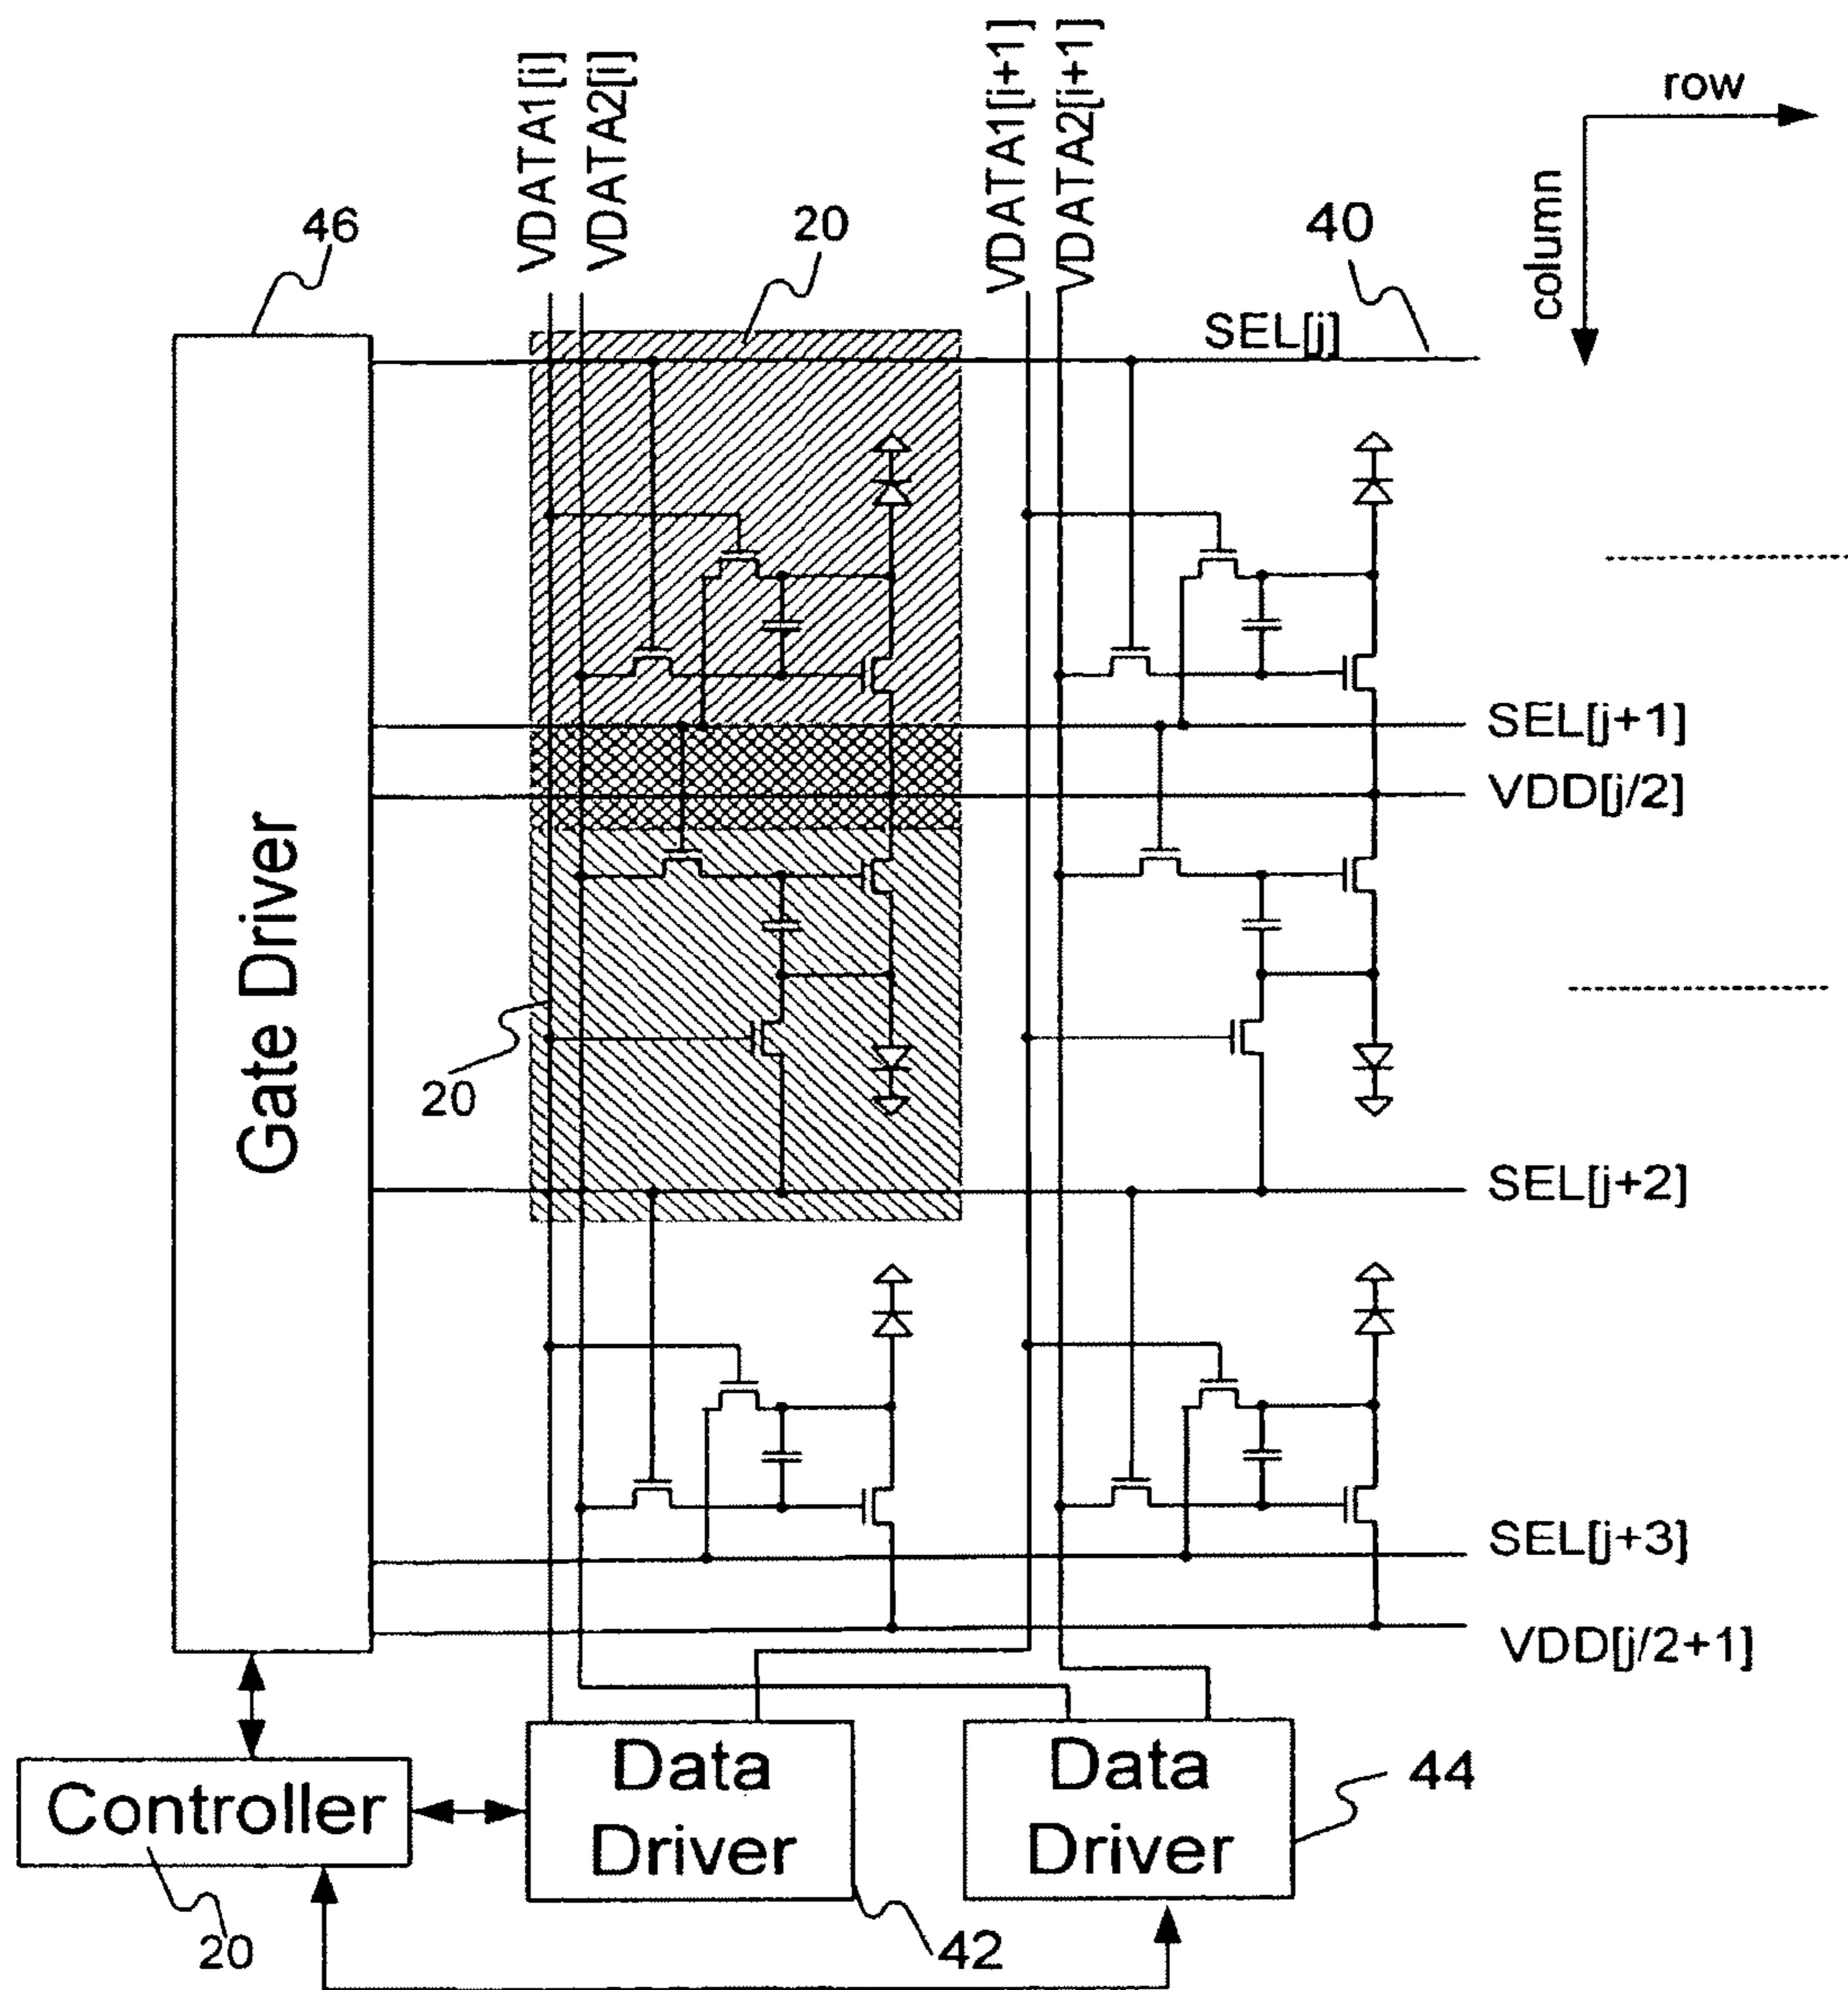 VDATA1[i]
VDATA2[i]
VDATA1[i+1]
VDATA2[i+1]
row
column
46
20
40
SEL[j]
SEL[j+1]
VDD[j/2]
Gate Driver
20
SEL[j+2]
SEL[j+3]
VDD[j/2+1]
Controller
20
Data
Driver
42
Data
Driver
44